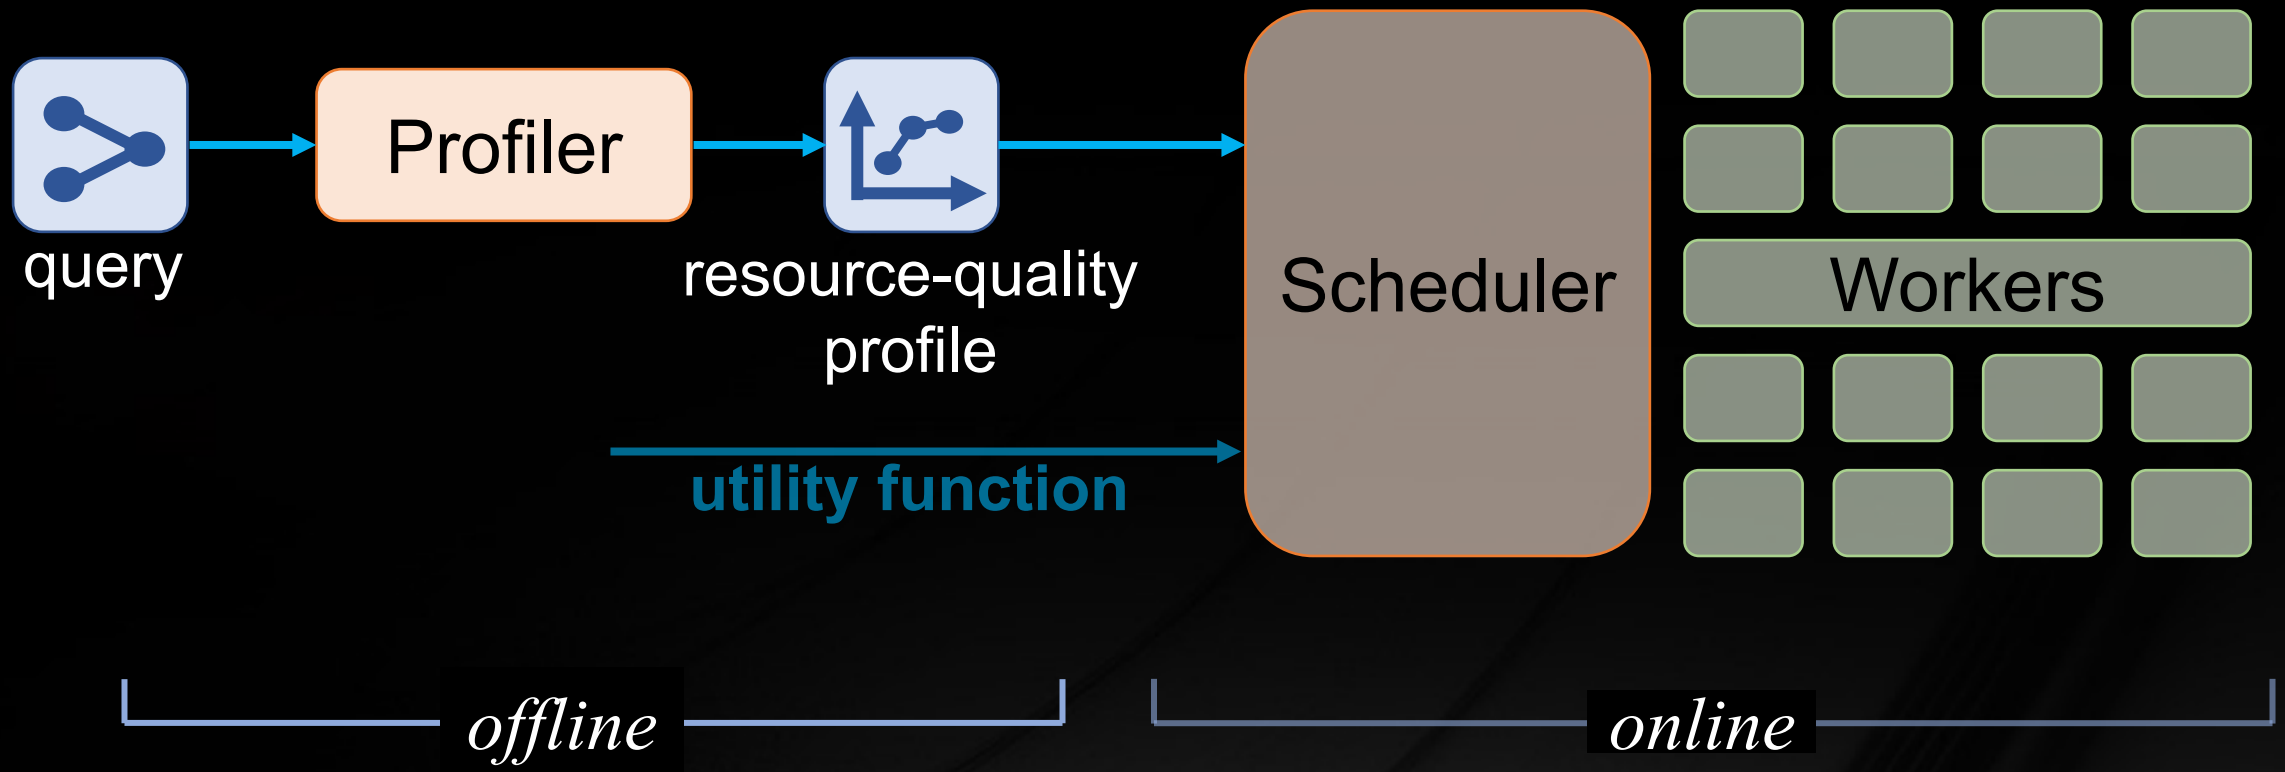 query
Profiler
resource-quality
profile
utility function
Scheduler
Workers
offline
online